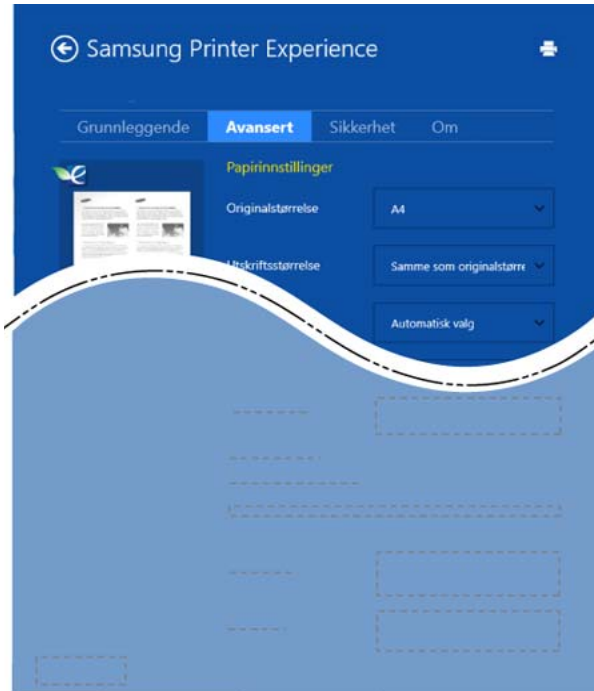 Samsung Printer Experience
Grunnleggende Avansert Sikkerhet Om
Papirinnstillinger
Originalstørrelse A4
Utskriftsstørrelse Samme som originalstørre
Automatisk valg